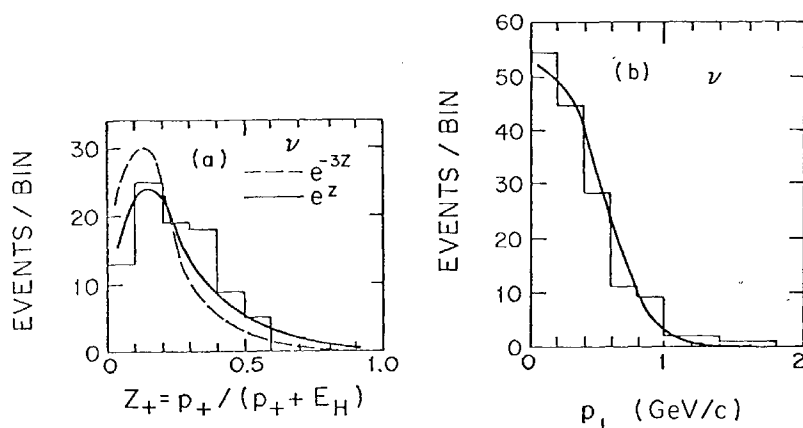 (a)
ν
e^{-3Z}
e^{Z}
EVENTS / BIN
30
20
10
0
0
0.5
1.0
Z₊ = p₊ / (p₊ + E_H)
(b)
ν
EVENTS / BIN
60
50
40
30
20
10
0
0
1
2
p⊥ (GeV/c)